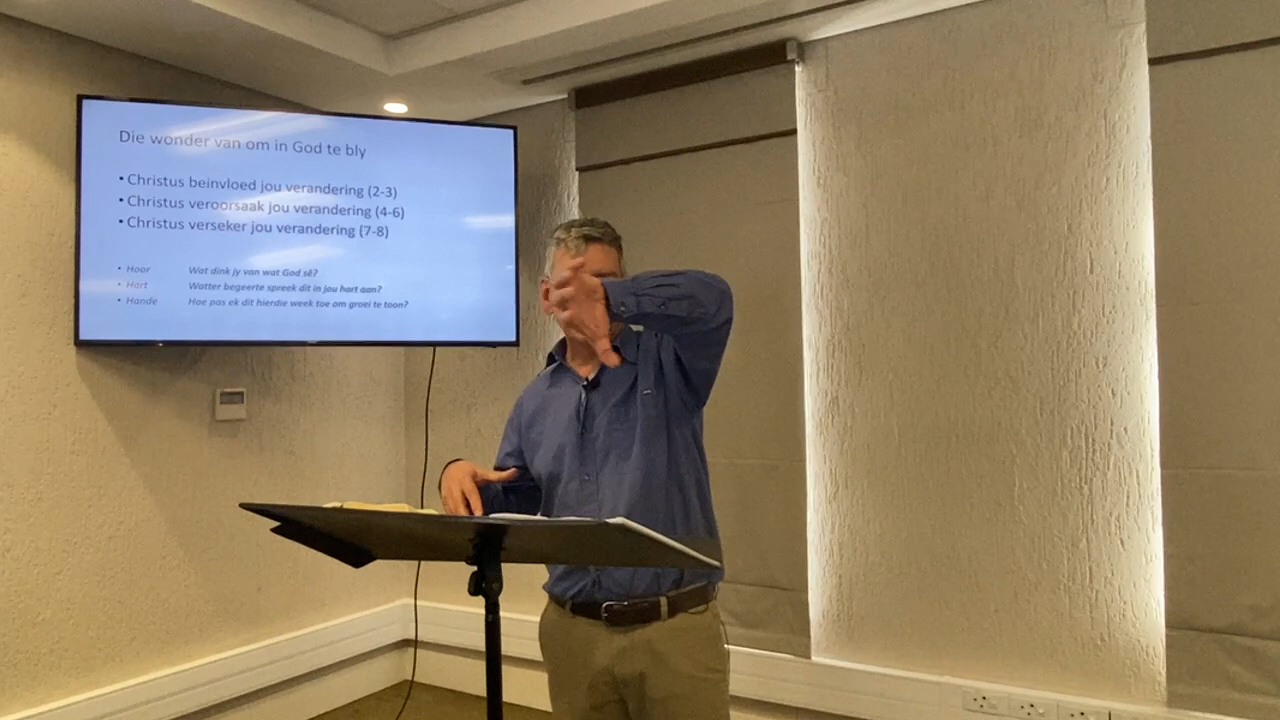 Die wonder van om in God te bly
• Christus beinvloed jou verandering (2-3)
• Christus veroorsaak jou verandering (4-6)
• Christus verseker jou verandering (7-8)
• Hoor Wat dink jy van wat God sê?
• Hart Watter begeerte spreek dit in jou hart aan?
• Hande Hoe pas ek dit hierdie week toe om groei te toon?